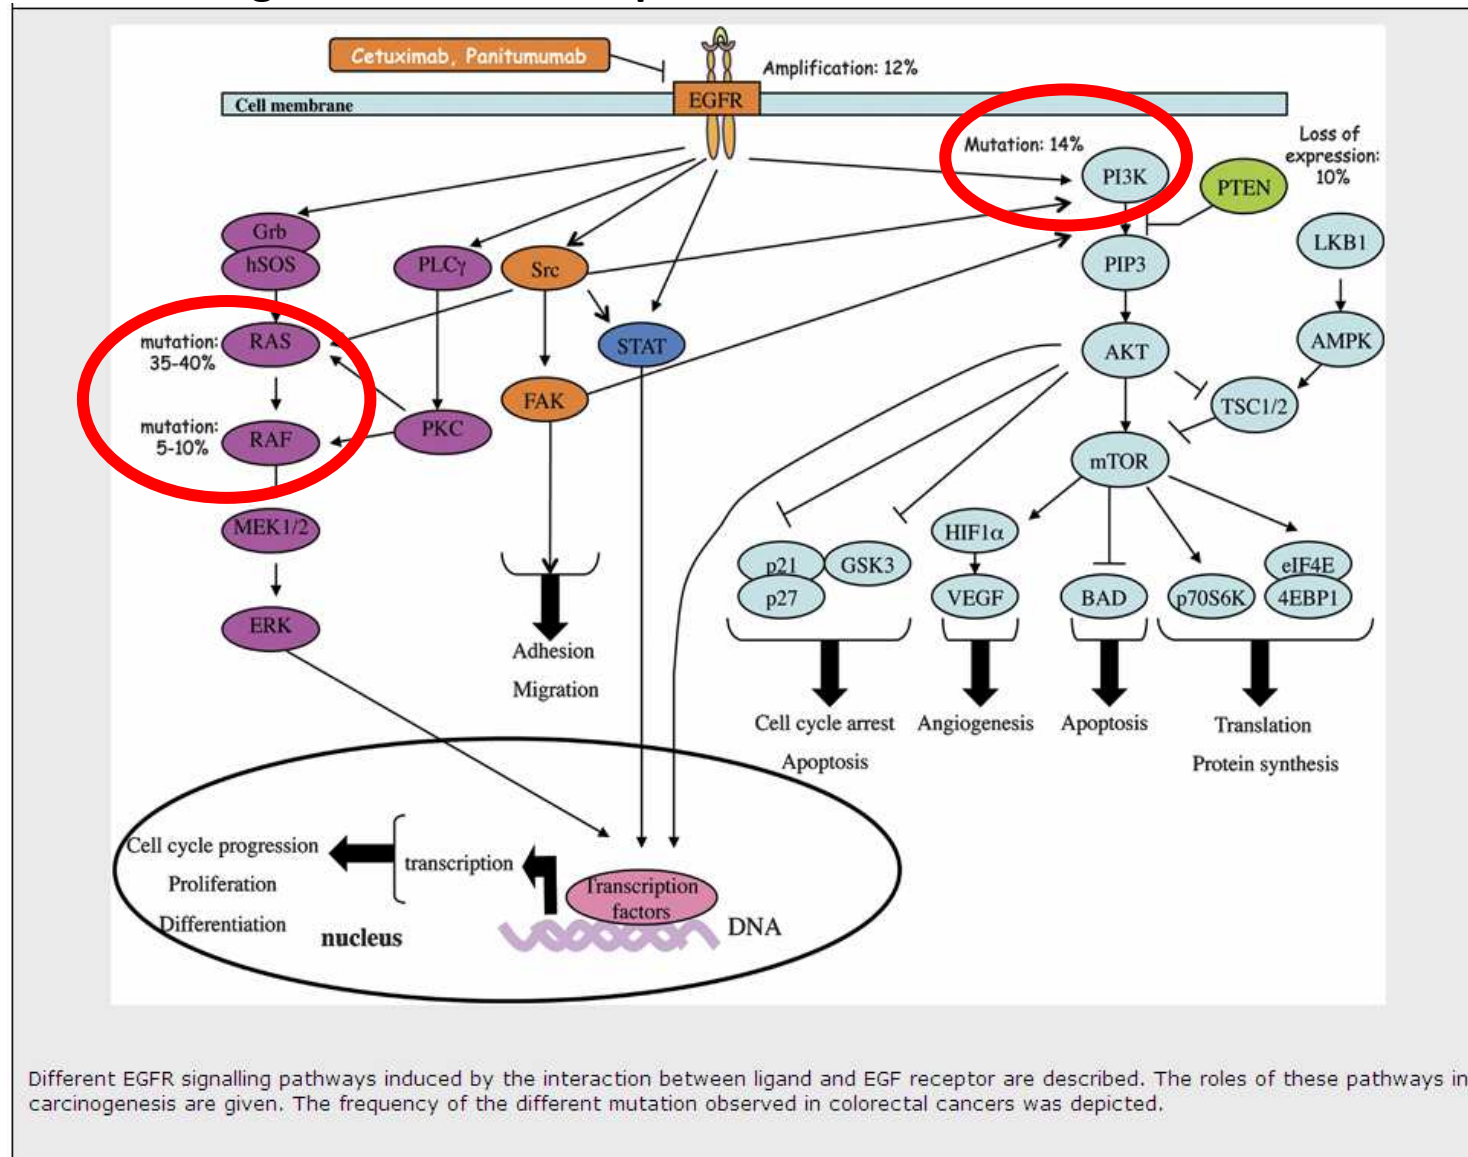 Cetuximab, Panitumumab
Amplification: 12%
Cell membrane
EGFR
Mutation: 14%
Loss of
expression:
10%
PI3K
PTEN
Grb
hSOS
PLCγ
Src
PIP3
LKB1
mutation:
35-40%
RAS
STAT
AKT
AMPK
FAK
TSC1/2
mutation:
5-10%
RAF
PKC
mTOR
MEK1/2
HIF1α
p21
GSK3
eIF4E
p27
VEGF
BAD
p70S6K
4EBP1
ERK
Adhesion
Migration
Cell cycle arrest
Apoptosis
Angiogenesis
Apoptosis
Translation
Protein synthesis
Cell cycle progression
Proliferation
Differentiation
transcription
Transcription
factors
DNA
nucleus
Different EGFR signalling pathways induced by the interaction between ligand and EGF receptor are described. The roles of these pathways in
carcinogenesis are given. The frequency of the different mutation observed in colorectal cancers was depicted.